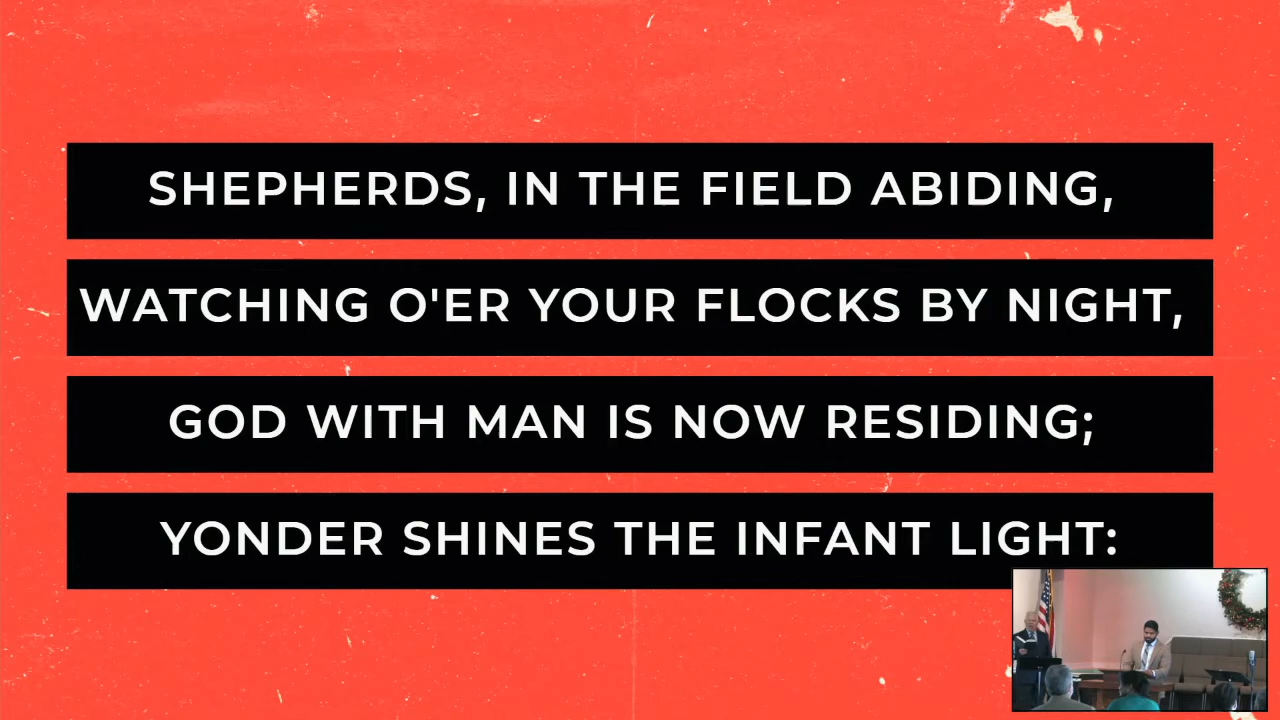 SHEPHERDS, IN THE FIELD ABIDING,
WATCHING O'ER YOUR FLOCKS BY NIGHT,
GOD WITH MAN IS NOW RESIDING;
YONDER SHINES THE INFANT LIGHT: